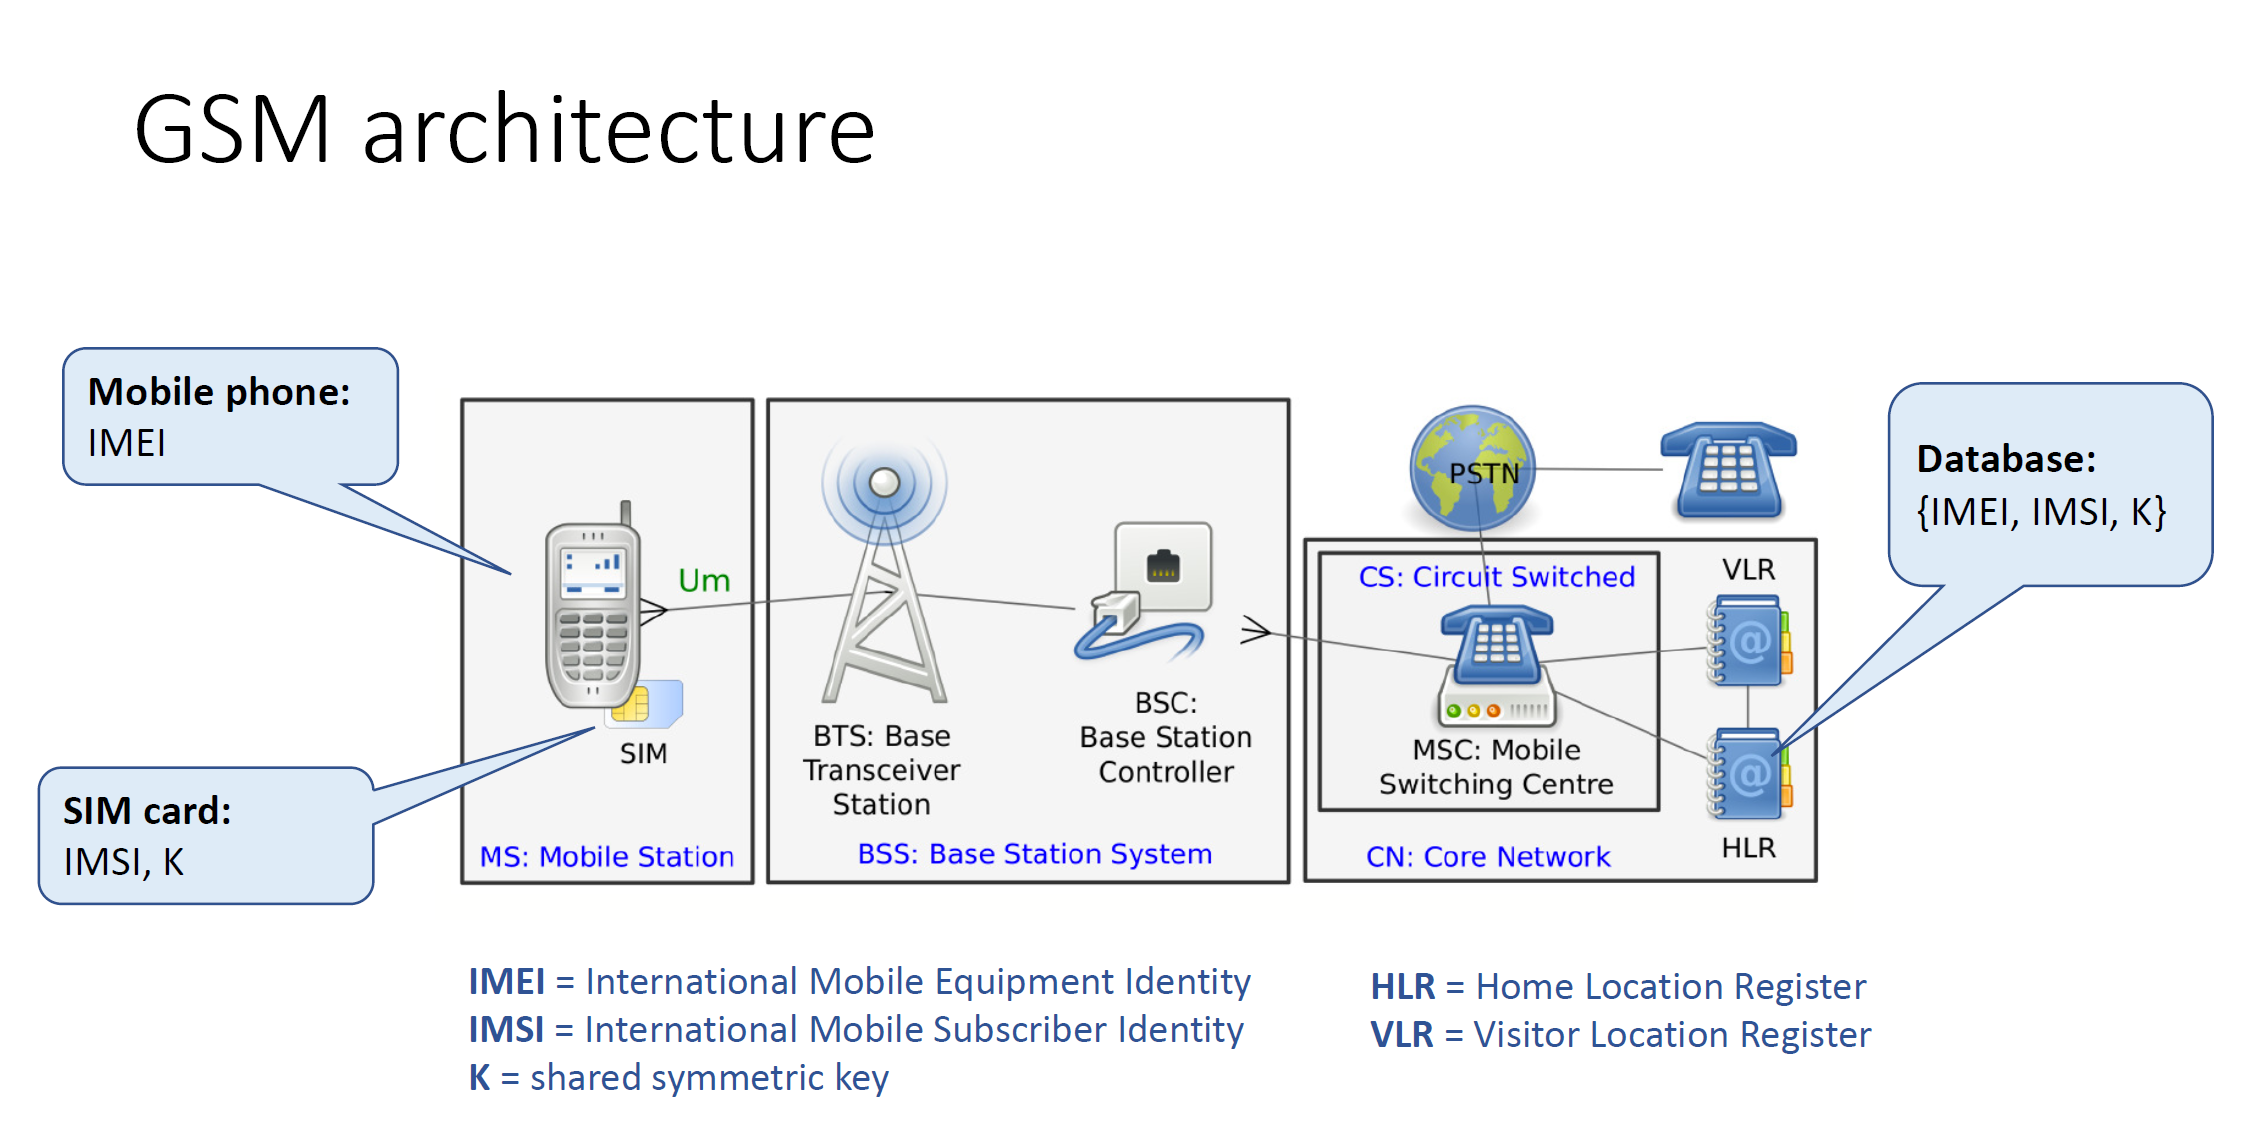 GSM architecture
Mobile phone:
IMEI
SIM card:
IMSI, K
Um
SIM
MS: Mobile Station
BTS: Base
Transceiver
Station
BSC:
Base Station
Controller
BSS: Base Station System
PSTN
CS: Circuit Switched
MSC: Mobile
Switching Centre
CN: Core Network
VLR
@
@
HLR
Database:
{IMEI, IMSI, K}
IMEI = International Mobile Equipment Identity
IMSI = International Mobile Subscriber Identity
K = shared symmetric key
HLR = Home Location Register
VLR = Visitor Location Register